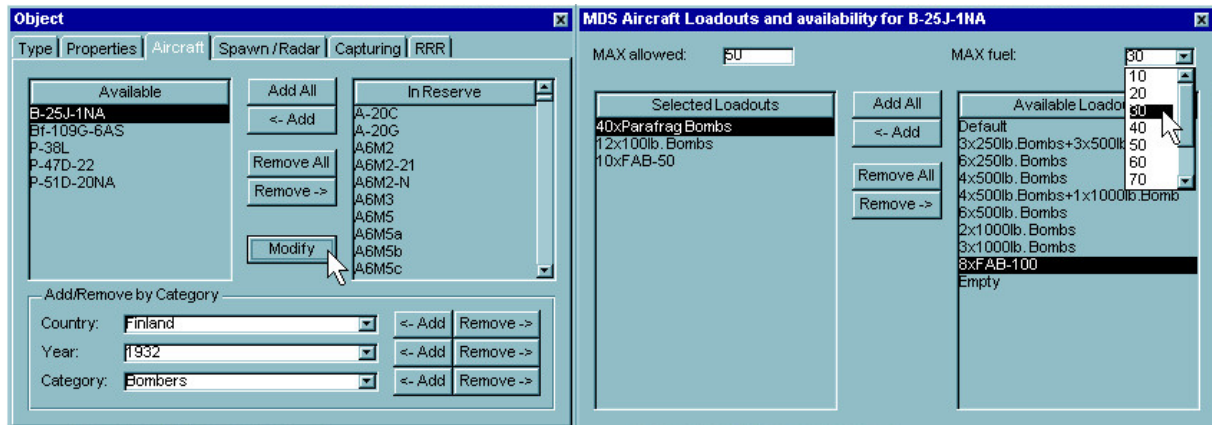 Object
Type Properties Aircraft Spawn/Radar Capturing RRR
Available
B-25J-1NA
Bf-109G-6AS
P-38L
P-47D-22
P-51D-20NA
Add All
<- Add
Remove All
Remove ->
Modify
In Reserve
A-20C
A-20G
A6M2
A6M2-21
A6M2-N
A6M3
A6M5
A6M5a
A6M5b
A6M5c
Add/Remove by Category
Country: Finland <- Add Remove ->
Year: 1932 <- Add Remove ->
Category: Bombers <- Add Remove ->
MDS Aircraft Loadouts and availability for B-25J-1NA
MAX allowed: 50
MAX fuel: 30
10
20
30
40
50
60
70
Selected Loadouts
40xParafrag Bombs
12x100lb. Bombs
10xFAB-50
Add All
<- Add
Remove All
Remove ->
Available Loadou
Default
3x250lb.Bombs+3x500lb
6x250lb. Bombs
4x500lb. Bombs
4x500lb. Bombs+1x1000lb.Bomb
6x500lb. Bombs
2x1000lb. Bombs
3x1000lb. Bombs
8xFAB-100
Empty